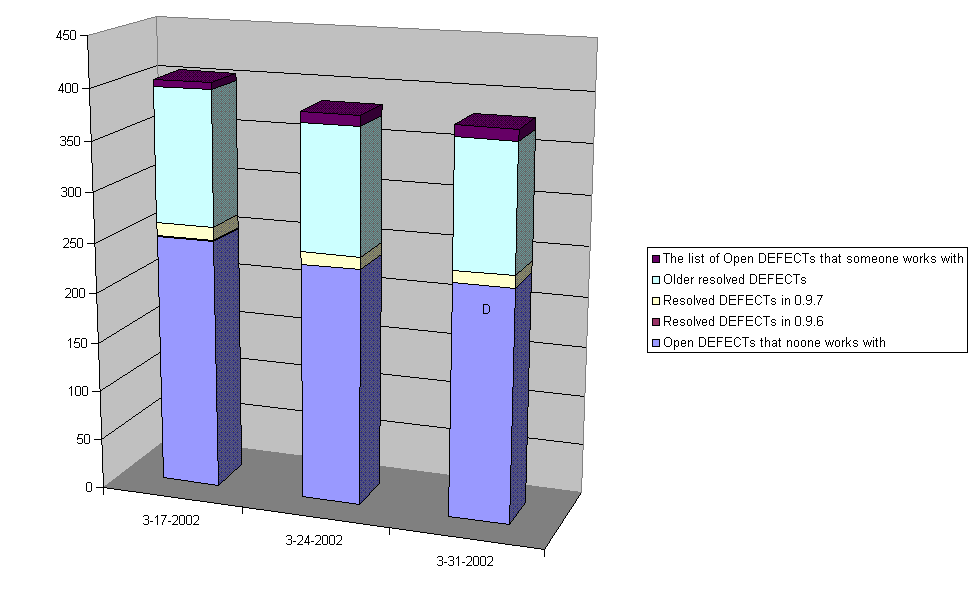 450
400
350
300
250
200
150
100
50
0
3-17-2002
3-24-2002
3-31-2002
D
The list of Open DEFECTs that someone works with
Older resolved DEFECTs
Resolved DEFECTs in 0.9.7
Resolved DEFECTs in 0.9.6
Open DEFECTs that noone works with